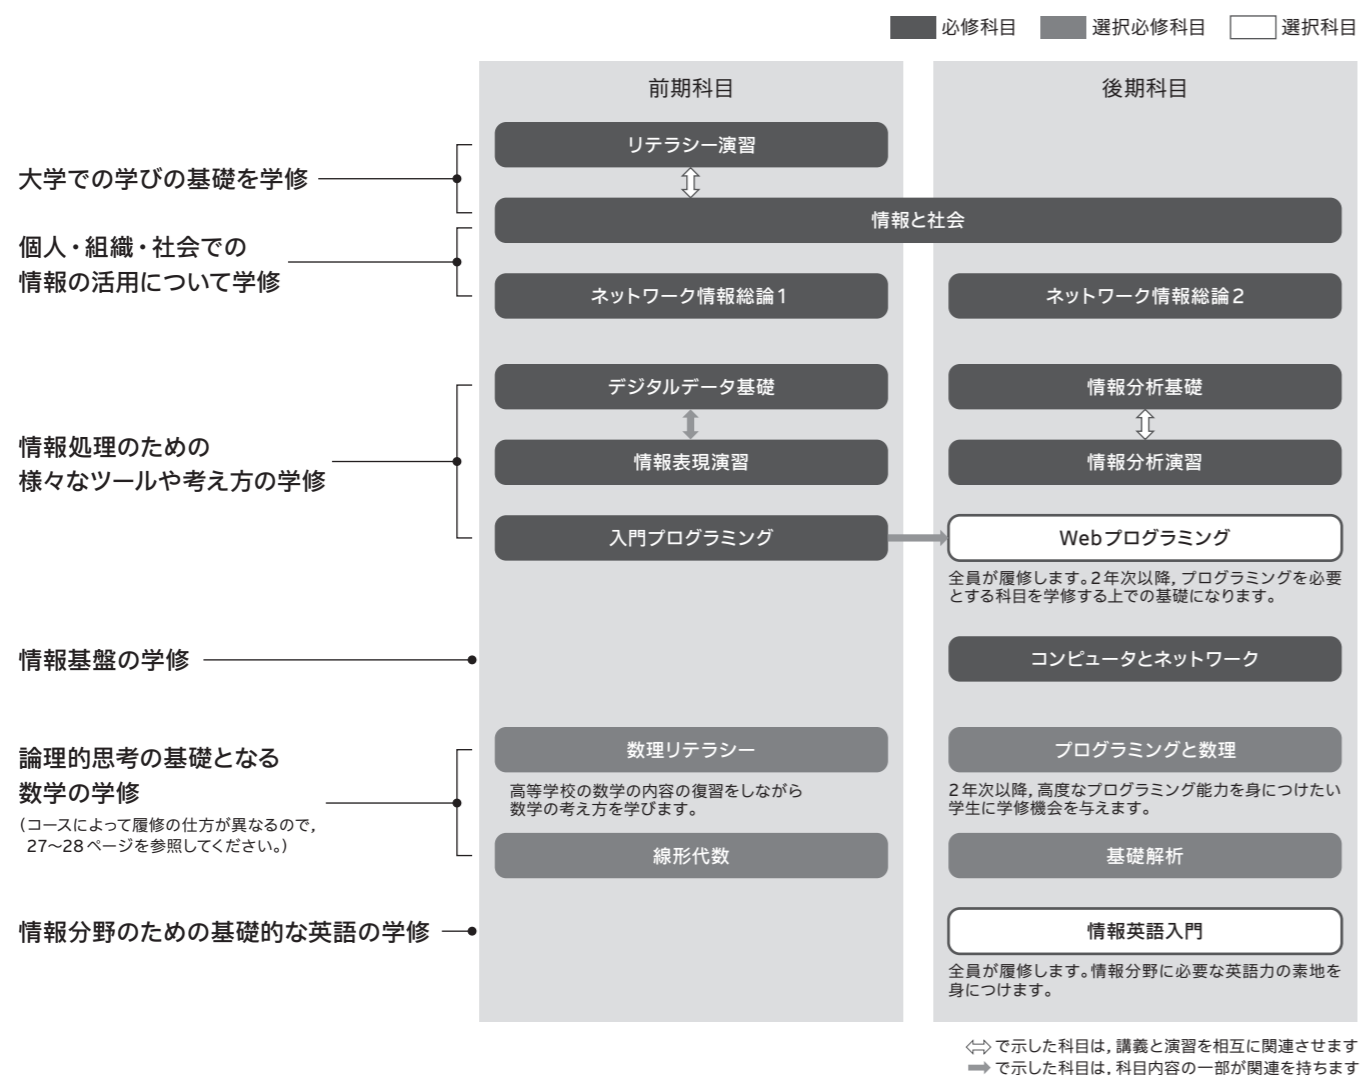 必修科目
選択必修科目
選択科目
前期科目
後期科目
大学での学びの基礎を学修
リテラシー演習
情報と社会
個人・組織・社会での
情報の活用について学修
ネットワーク情報総論1
ネットワーク情報総論2
情報処理のための
様々なツールや考え方の学修
デジタルデータ基礎
情報分析基礎
情報表現演習
情報分析演習
入門プログラミング
Webプログラミング
全員が履修します。2年次以降,プログラミングを必要
とする科目を学修する上での基礎になります。
情報基盤の学修
コンピュータとネットワーク
論理的思考の基礎となる
数学の学修
(コースによって履修の仕方が異なるので,
27〜28ページを参照してください。)
数理リテラシー
高等学校の数学の内容の復習をしながら
数学の考え方を学びます。
プログラミングと数理
2年次以降,高度なプログラミング能力を身につけたい
学生に学修機会を与えます。
線形代数
基礎解析
情報分野のための基礎的な英語の学修
情報英語入門
全員が履修します。情報分野に必要な英語力の素地を
身につけます。
⇔で示した科目は,講義と演習を相互に関連させます
➡で示した科目は,科目内容の一部が関連を持ちます